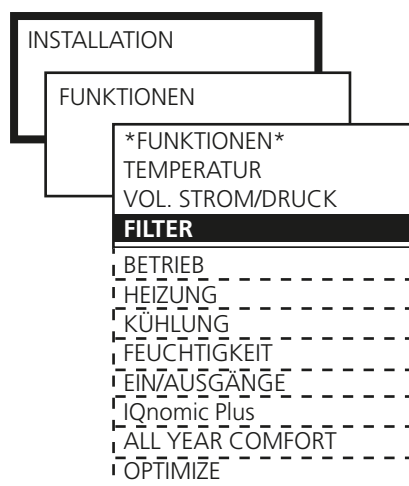 INSTALLATION
FUNKTIONEN
*FUNKTIONEN*
TEMPERATUR
VOL. STROM/DRUCK
FILTER
BETRIEB
HEIZUNG
KÜHLUNG
FEUCHTIGKEIT
EIN/AUSGÄNGE
IQnomic Plus
ALL YEAR COMFORT
OPTIMIZE